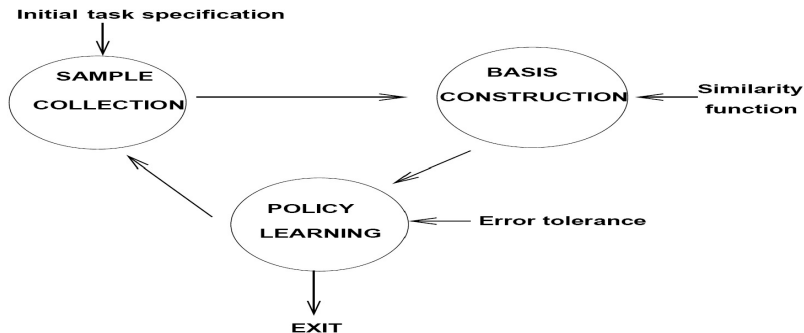 Initial task specification
SAMPLE
COLLECTION
BASIS
CONSTRUCTION
Similarity
function
POLICY
LEARNING
Error tolerance
EXIT